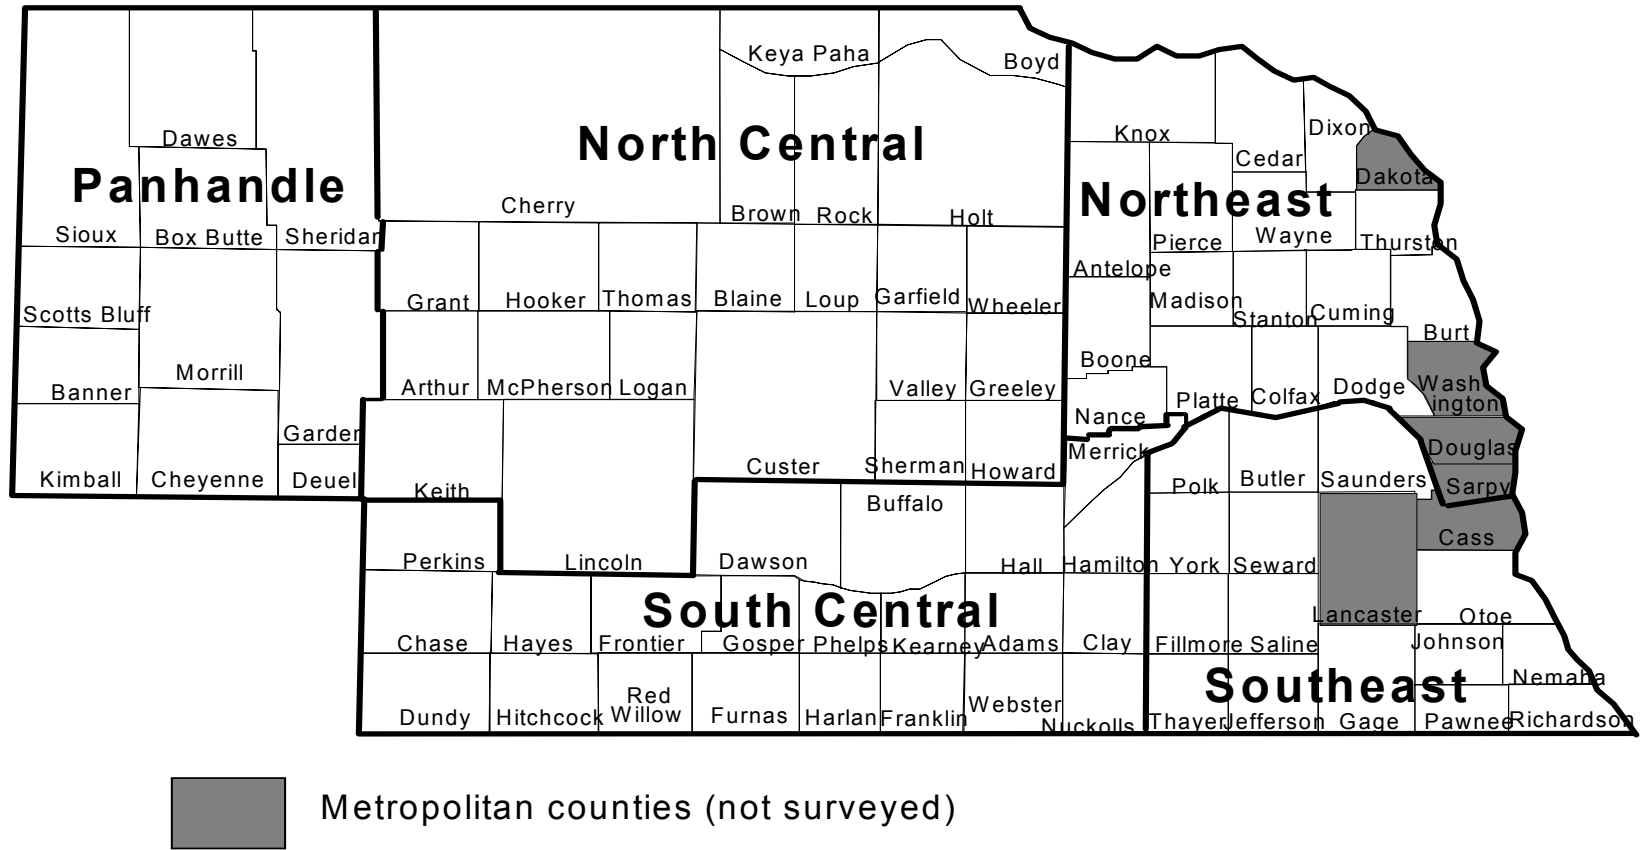 Keya Paha
Boyd
Dawes
Knox
Dixon
North Central
Cedar
Dakota
Panhandle
Northeast
Cherry
Brown
Rock
Holt
Sioux
Box Butte
Sheridan
Pierce
Wayne
Thurston
Antelope
Scotts Bluff
Grant
Hooker
Thomas
Blaine
Loup
Garfield
Wheeler
Madison
Stanton
Cuming
Burt
Morrill
Boone
Banner
Arthur
McPherson
Logan
Valley
Greeley
Nance
Platte
Colfax
Dodge
Wash
ington
Garden
Merrick
Douglas
Kimball
Cheyenne
Deuel
Keith
Custer
Sherman
Howard
Polk
Butler
Saunders
Sarpy
Buffalo
Cass
Perkins
Lincoln
Dawson
Hall
Hamilton
York
Seward
South Central
Lancaster
Otoe
Chase
Hayes
Frontier
Gosper
Phelps
Kearney
Adams
Clay
Fillmore
Saline
Johnson
Southeast
Nemaha
Dundy
Hitchcock
Red
Willow
Furnas
Harlan
Franklin
Webster
Nuckolls
Thayer
Jefferson
Gage
Pawnee
Richardson
Metropolitan counties (not surveyed)